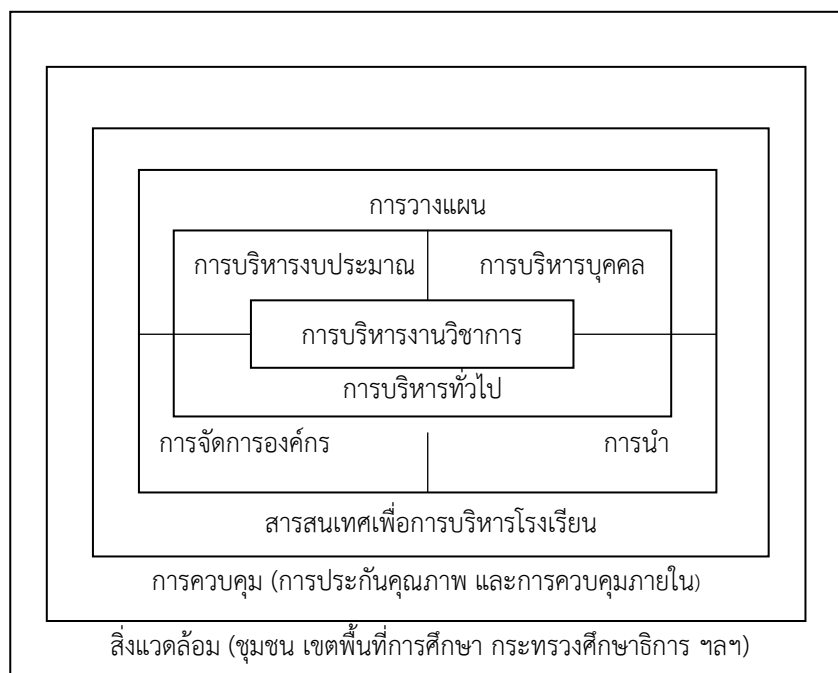 การวางแผน
การบริหารงบประมาณ
การบริหารบุคคล
การบริหารงานวิชาการ
การบริหารทั่วไป
การจัดการองค์กร
การนำ
สารสนเทศเพื่อการบริหารโรงเรียน
การควบคุม (การประกันคุณภาพ และการควบคุมภายใน)
สิ่งแวดล้อม (ชุมชน เขตพื้นที่การศึกษา กระทรวงศึกษาธิการ ฯลฯ)